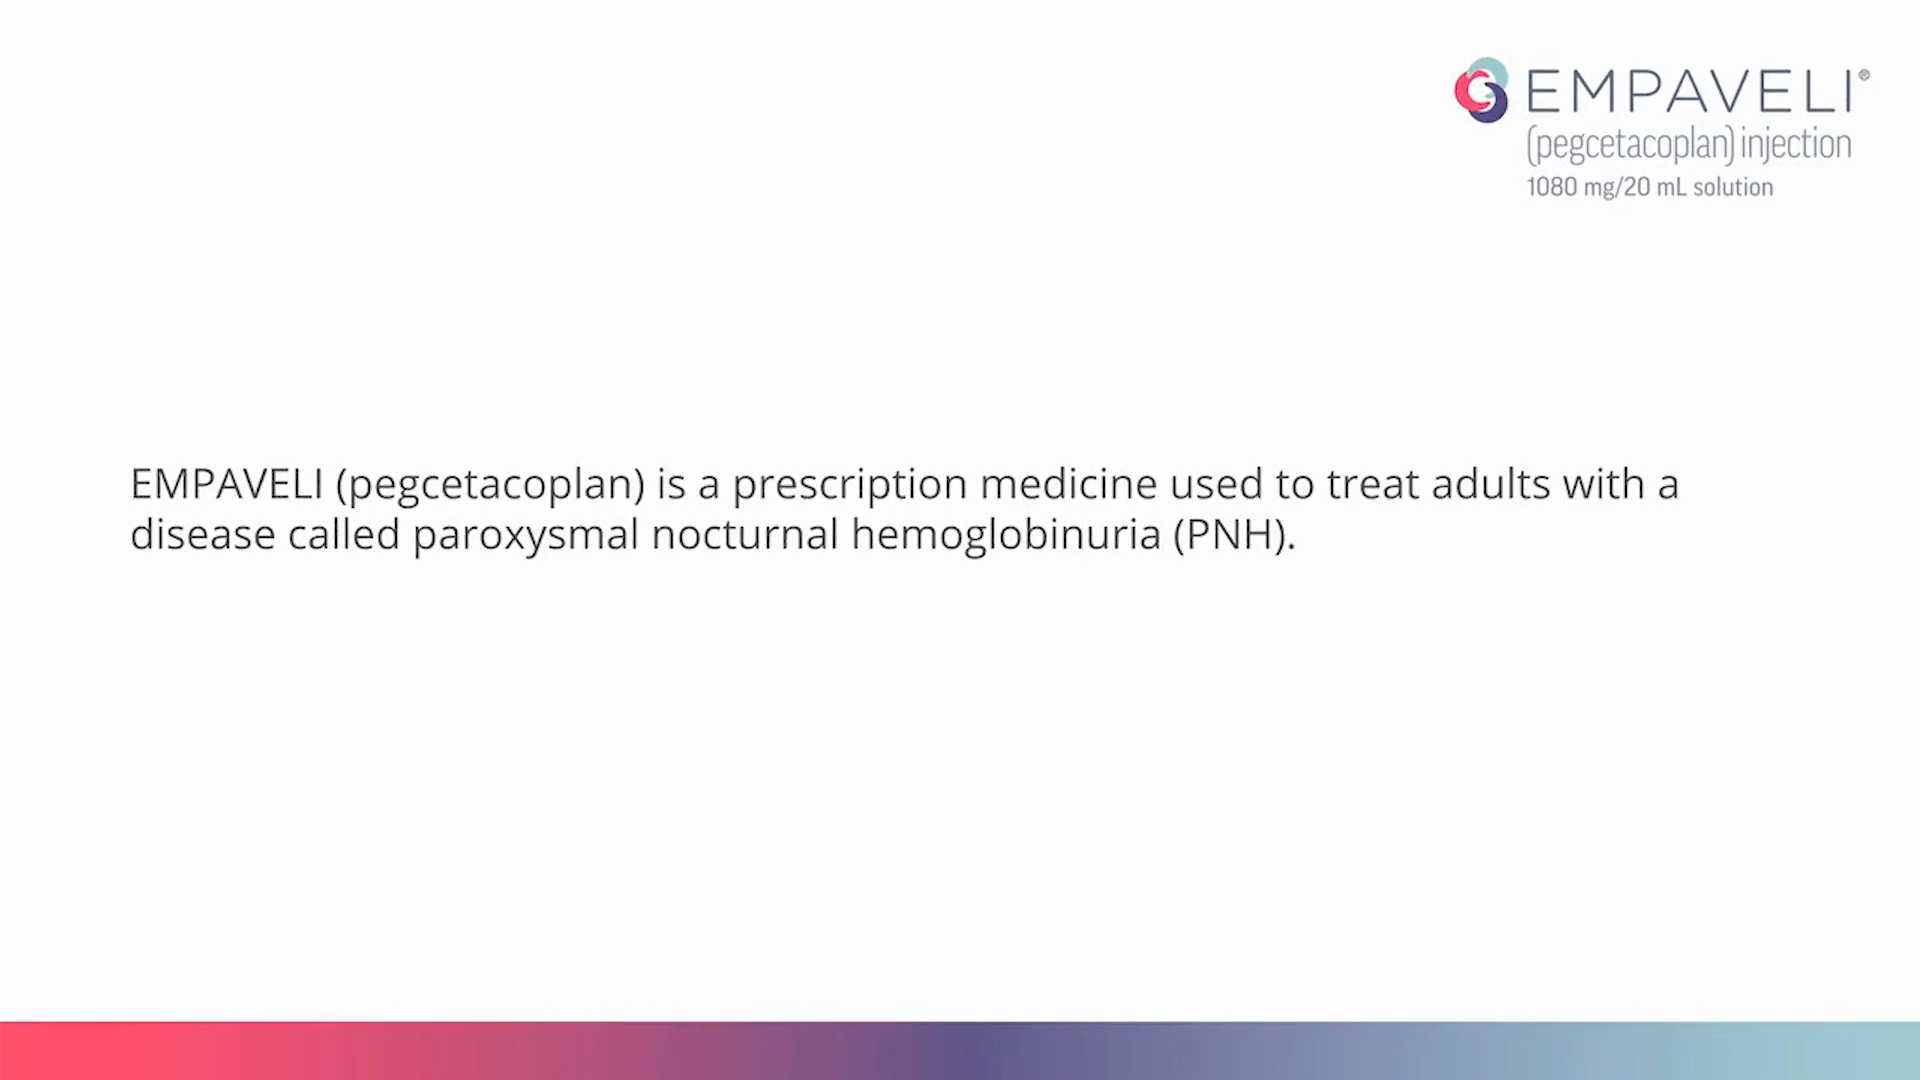 EMPAVELI®
(pegcetacoplan) injection
1080 mg/20 mL solution
EMPAVELI (pegcetacoplan) is a prescription medicine used to treat adults with a
disease called paroxysmal nocturnal hemoglobinuria (PNH).